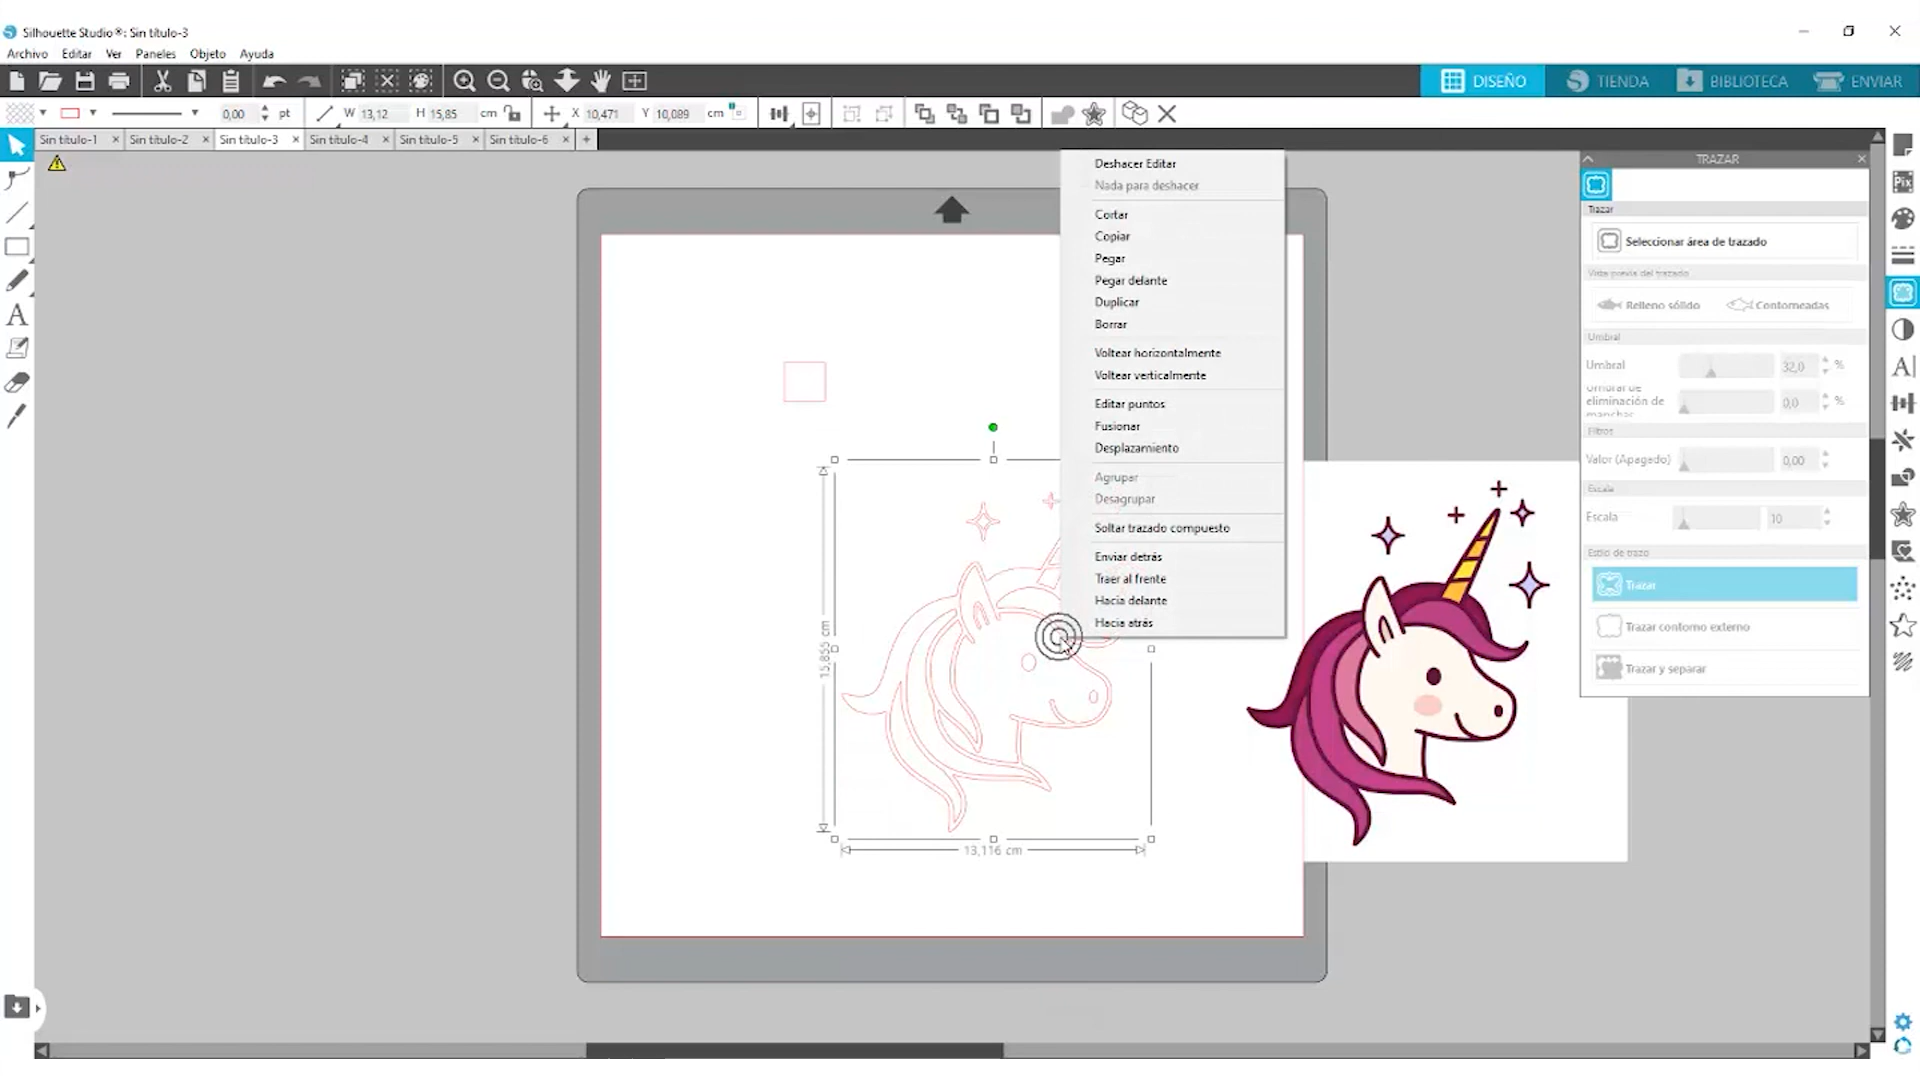 Silhouette Studio®: Sin título-3
Archivo Editar Ver Paneles Objeto Ayuda
DISEÑO TIENDA BIBLIOTECA ENVIAR
0,00 pt W 13,12 H 15,85 cm X 10,471 Y 10,089 cm
Sin título-1 Sin título-2 Sin título-3 Sin título-4 Sin título-5 Sin título-6
Deshacer Editar
Nada para deshacer
Cortar
Copiar
Pegar
Pegar delante
Duplicar
Borrar
Voltear horizontalmente
Voltear verticalmente
Editar puntos
Fusionar
Desplazamiento
Agrupar
Desagrupar
Soltar trazado compuesto
Enviar detrás
Traer al frente
Hacia delante
Hacia atrás
15,855 cm
13,116 cm
TRAZAR
Trazar
Seleccionar área de trazado
Vista previa del trazado
Relleno sólido Contorneadas
Umbral
Umbral 32,0 %
Umbral de
eliminación de
manchas
0,0 %
Filtros
Valor (Apagado) 0,00
Escala
Escala 10
Estilo de trazo
Trazar
Trazar contorno externo
Trazar y separar
Pix
A
A